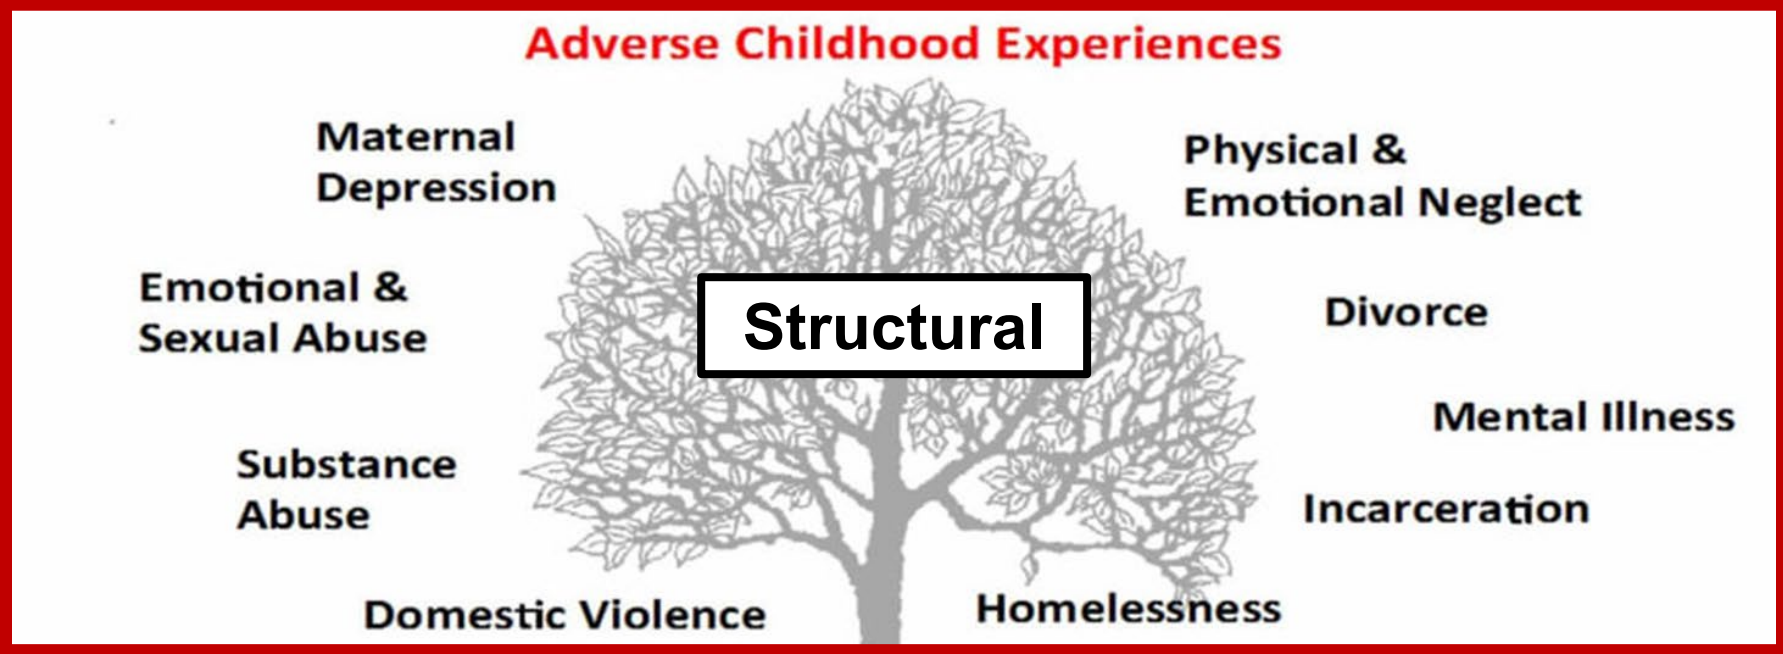 Adverse Childhood Experiences
Maternal
Depression
Physical &
Emotional Neglect
Emotional &
Sexual Abuse
Structural
Divorce
Mental Illness
Substance
Abuse
Incarceration
Domestic Violence
Homelessness